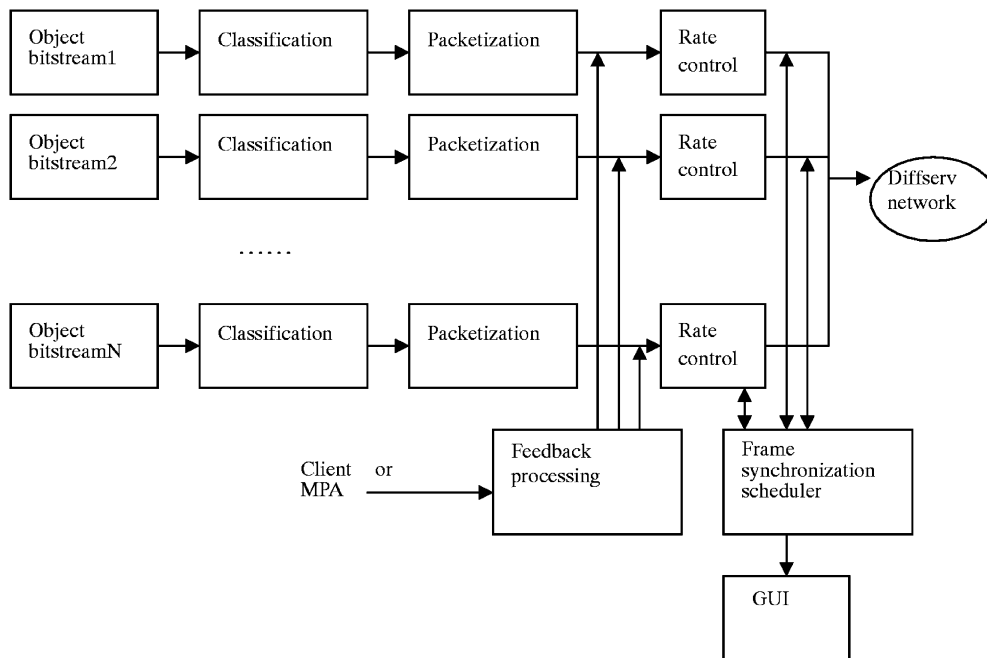 Object
bitstream1
Classification
Packetization
Rate
control
Object
bitstream2
Classification
Packetization
Rate
control
Diffserv
network
......
Object
bitstreamN
Classification
Packetization
Rate
control
Client or
MPA
Feedback
processing
Frame
synchronization
scheduler
GUI